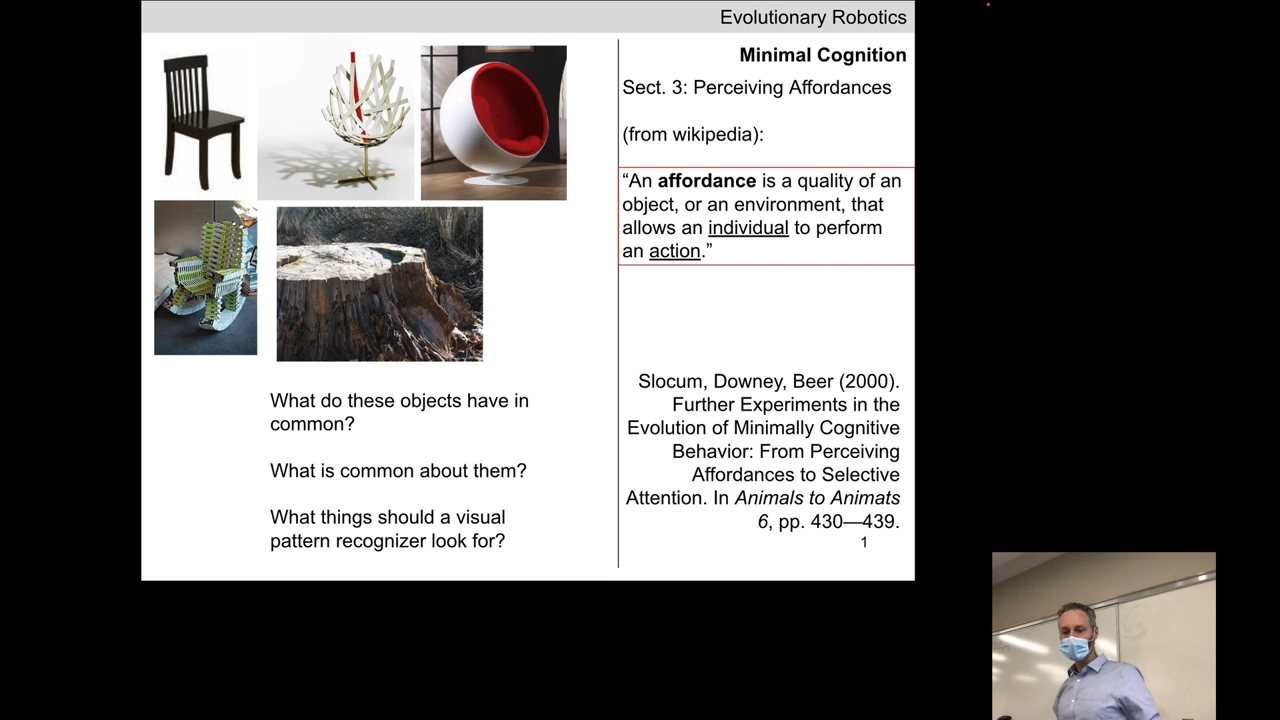 Evolutionary Robotics
Minimal Cognition
Sect. 3: Perceiving Affordances
(from wikipedia):
“An affordance is a quality of an
object, or an environment, that
allows an individual to perform
an action.”
Slocum, Downey, Beer (2000).
Further Experiments in the
Evolution of Minimally Cognitive
Behavior: From Perceiving
Affordances to Selective
Attention. In Animals to Animats
6, pp. 430—439.
1
What do these objects have in
common?
What is common about them?
What things should a visual
pattern recognizer look for?